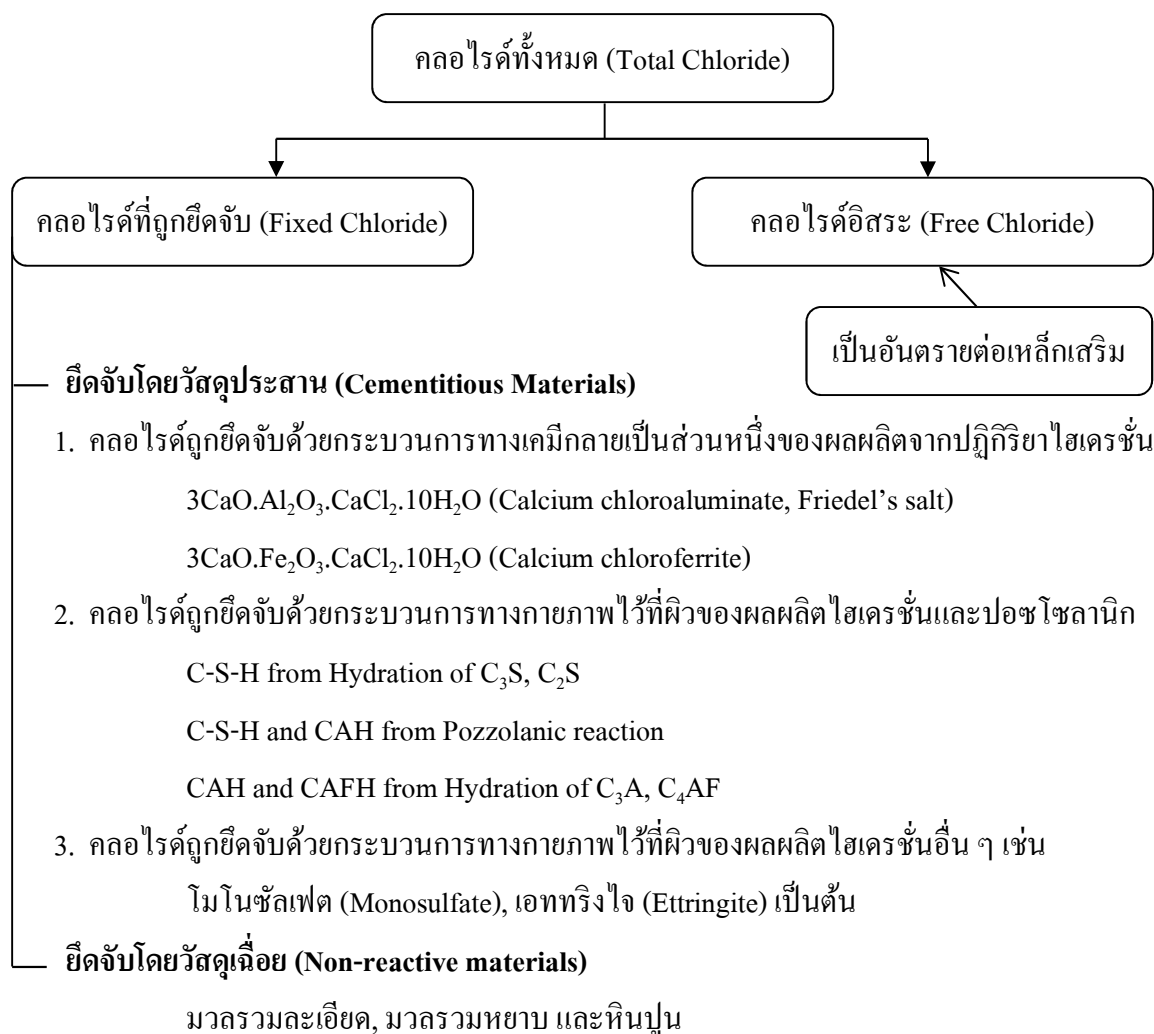 คลอไรด์ทั้งหมด (Total Chloride)
คลอไรด์ที่ถูกยึดจับ (Fixed Chloride)
คลอไรด์อิสระ (Free Chloride)
เป็นอันตรายต่อเหล็กเสริม
ยึดจับโดยวัสดุประสาน (Cementitious Materials)
1. คลอไรด์ถูกยึดจับด้วยกระบวนการทางเคมีกลายเป็นส่วนหนึ่งของผลผลิตจากปฏิกิริยาไฮเดรชั่น
3CaO.Al₂O₃.CaCl₂.10H₂O (Calcium chloroaluminate, Friedel’s salt)
3CaO.Fe₂O₃.CaCl₂.10H₂O (Calcium chloroferrite)
2. คลอไรด์ถูกยึดจับด้วยกระบวนการทางกายภาพไว้ที่ผิวของผลผลิตไฮเดรชั่นและปอซโซลานิก
C-S-H from Hydration of C₃S, C₂S
C-S-H and CAH from Pozzolanic reaction
CAH and CAFH from Hydration of C₃A, C₄AF
3. คลอไรด์ถูกยึดจับด้วยกระบวนการทางกายภาพไว้ที่ผิวของผลผลิตไฮเดรชั่นอื่น ๆ เช่น
โมโนซัลเฟต (Monosulfate), เอททริงไจ (Ettringite) เป็นต้น
ยึดจับโดยวัสดุเฉื่อย (Non-reactive materials)
มวลรวมละเอียด, มวลรวมหยาบ และหินปูน